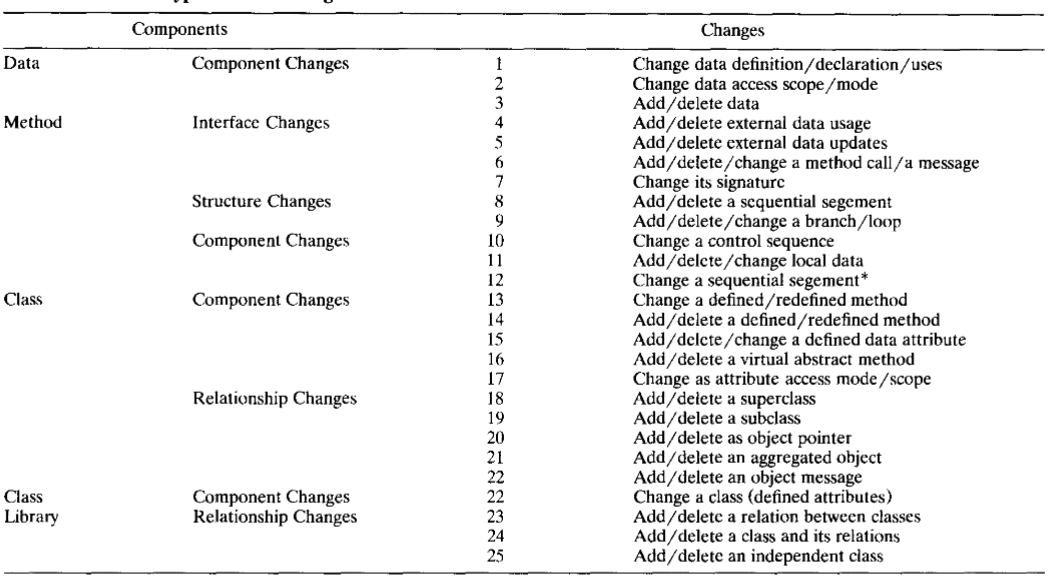 Components Changes
Data Component Changes 1 Change data definition/declaration/uses
2 Change data access scope/mode
3 Add/delete data
Method Interface Changes 4 Add/delete external data usage
5 Add/delete external data updates
6 Add/delete/change a method call/a message
7 Change its signature
Structure Changes 8 Add/delete a sequential segement
9 Add/delete/change a branch/loop
Component Changes 10 Change a control sequence
11 Add/delete/change local data
12 Change a sequential segement*
Class Component Changes 13 Change a defined/redefined method
14 Add/delete a defined/redefined method
15 Add/delete/change a defined data attribute
16 Add/delete a virtual abstract method
17 Change as attribute access mode/scope
Relationship Changes 18 Add/delete a superclass
19 Add/delete a subclass
20 Add/delete as object pointer
21 Add/delete an aggregated object
22 Add/delete an object message
Class Component Changes 22 Change a class (defined attributes)
Library Relationship Changes 23 Add/delete a relation between classes
24 Add/delete a class and its relations
25 Add/delete an independent class